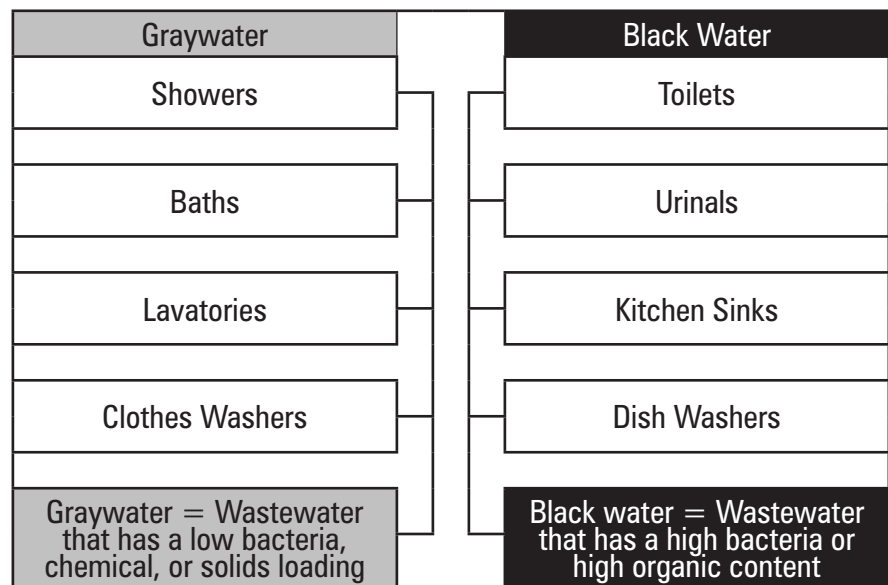 Graywater
Black Water
Showers
Toilets
Baths
Urinals
Lavatories
Kitchen Sinks
Clothes Washers
Dish Washers
Graywater = Wastewater
that has a low bacteria,
chemical, or solids loading
Black water = Wastewater
that has a high bacteria or
high organic content